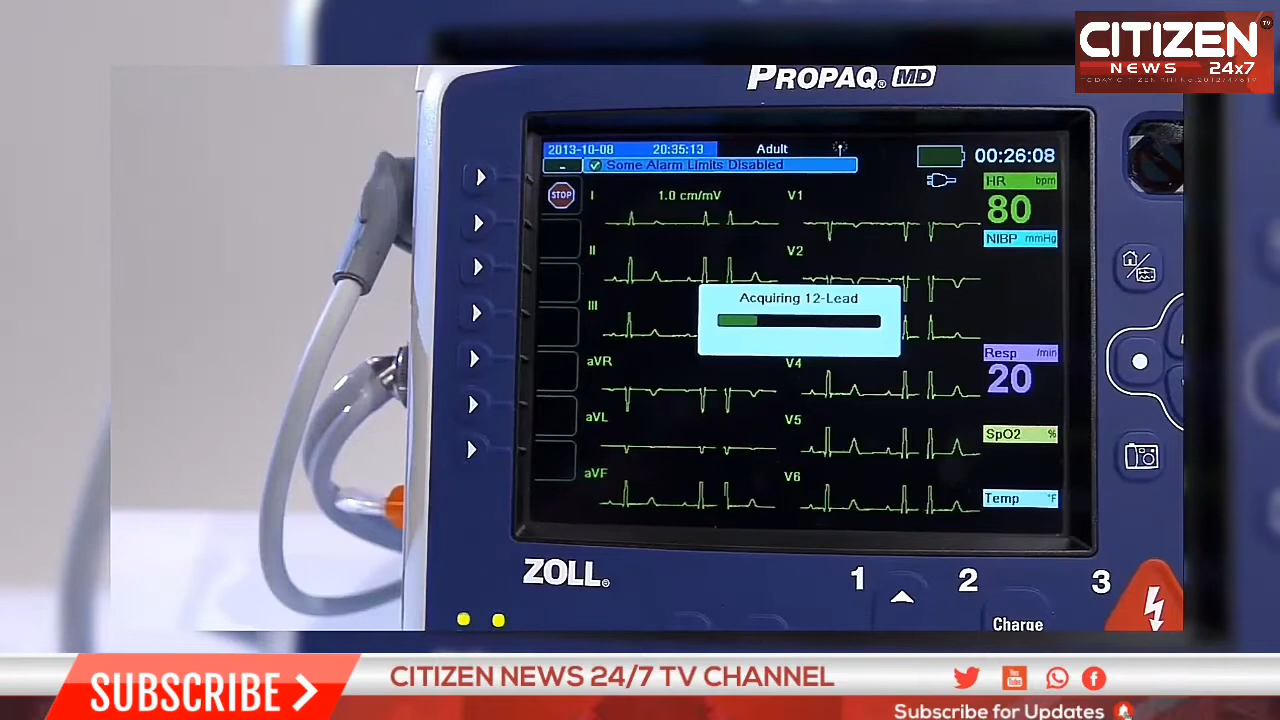 CITIZEN TV
NEWS 24x7
PROPAQ® MD
2013-10-08 20:35:13 Adult
00:26:08
- Some Alarm Limits Disabled
STOP
I 1.0 cm/mV V1
HR bpm
80
NIBP mmHg
II V2
Acquiring 12-Lead
III
aVR V4
Resp /min
20
aVL V5
SpO2 %
aVF V6
Temp °F
ZOLL®
1 2 3
Charge
SUBSCRIBE
CITIZEN NEWS 24/7 TV CHANNEL
You Tube
Subscribe for Updates